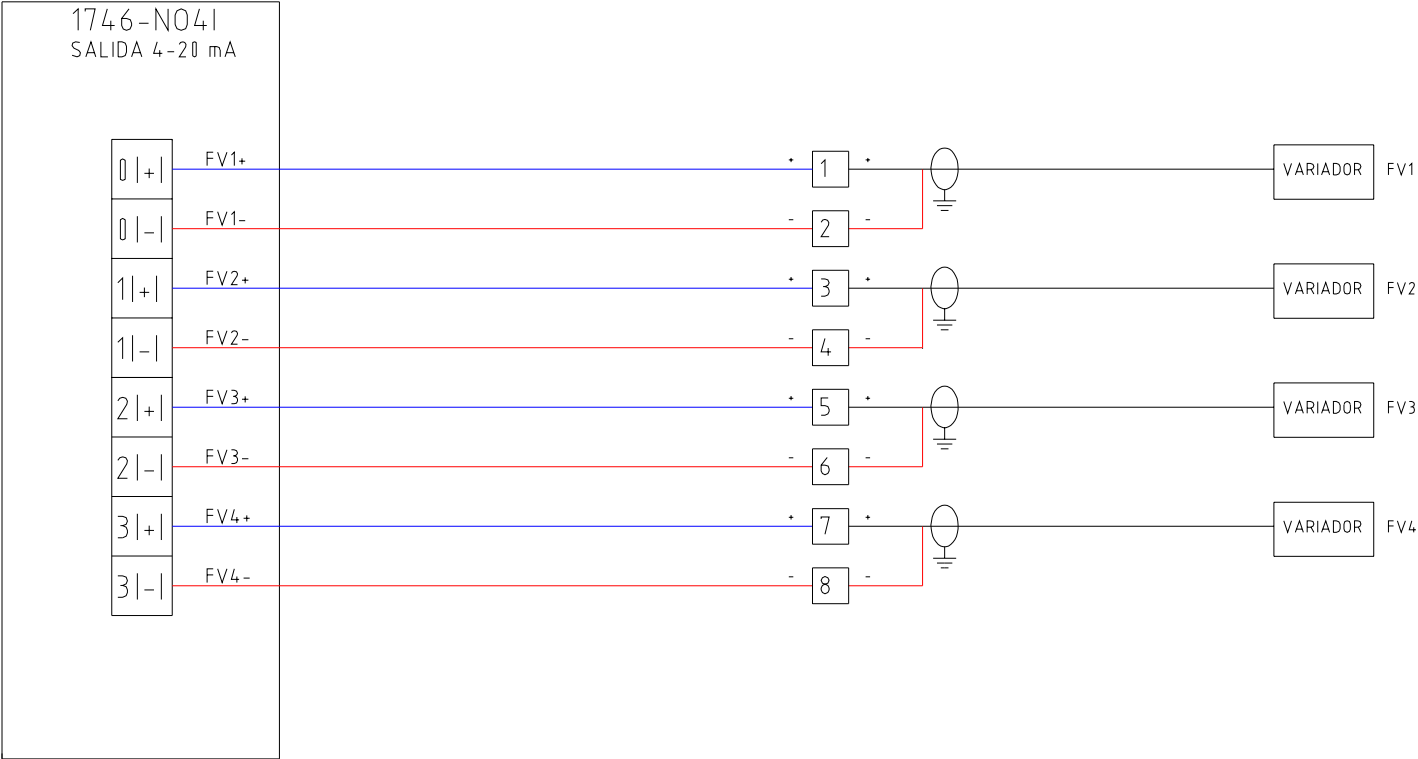 1746-NO4I
SALIDA 4-20 mA
0|+| FV1+ + 1 + VARIADOR FV1
0|-| FV1- - 2 -
1|+| FV2+ + 3 + VARIADOR FV2
1|-| FV2- - 4 -
2|+| FV3+ + 5 + VARIADOR FV3
2|-| FV3- - 6 -
3|+| FV4+ + 7 + VARIADOR FV4
3|-| FV4- - 8 -